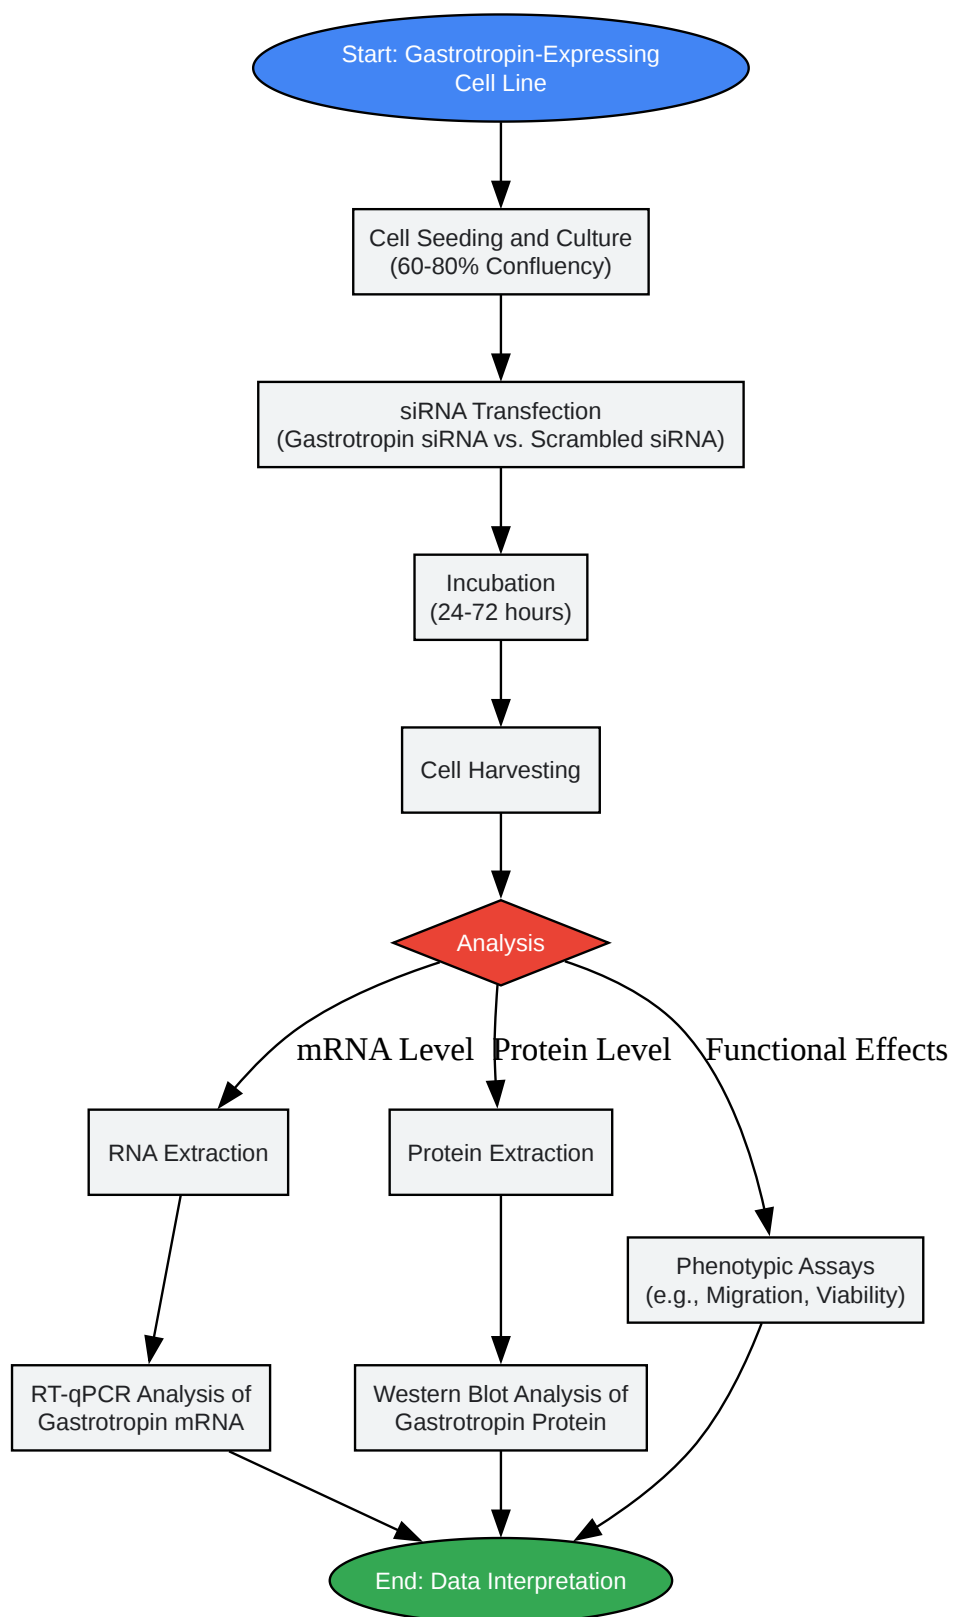 Start: Gastrotropin-Expressing
Cell Line
Cell Seeding and Culture
(60-80% Confluency)
siRNA Transfection
(Gastrotropin siRNA vs. Scrambled siRNA)
Incubation
(24-72 hours)
Cell Harvesting
Analysis
mRNA Level
Protein Level
Functional Effects
RNA Extraction
Protein Extraction
Phenotypic Assays
(e.g., Migration, Viability)
RT-qPCR Analysis of
Gastrotropin mRNA
Western Blot Analysis of
Gastrotropin Protein
End: Data Interpretation